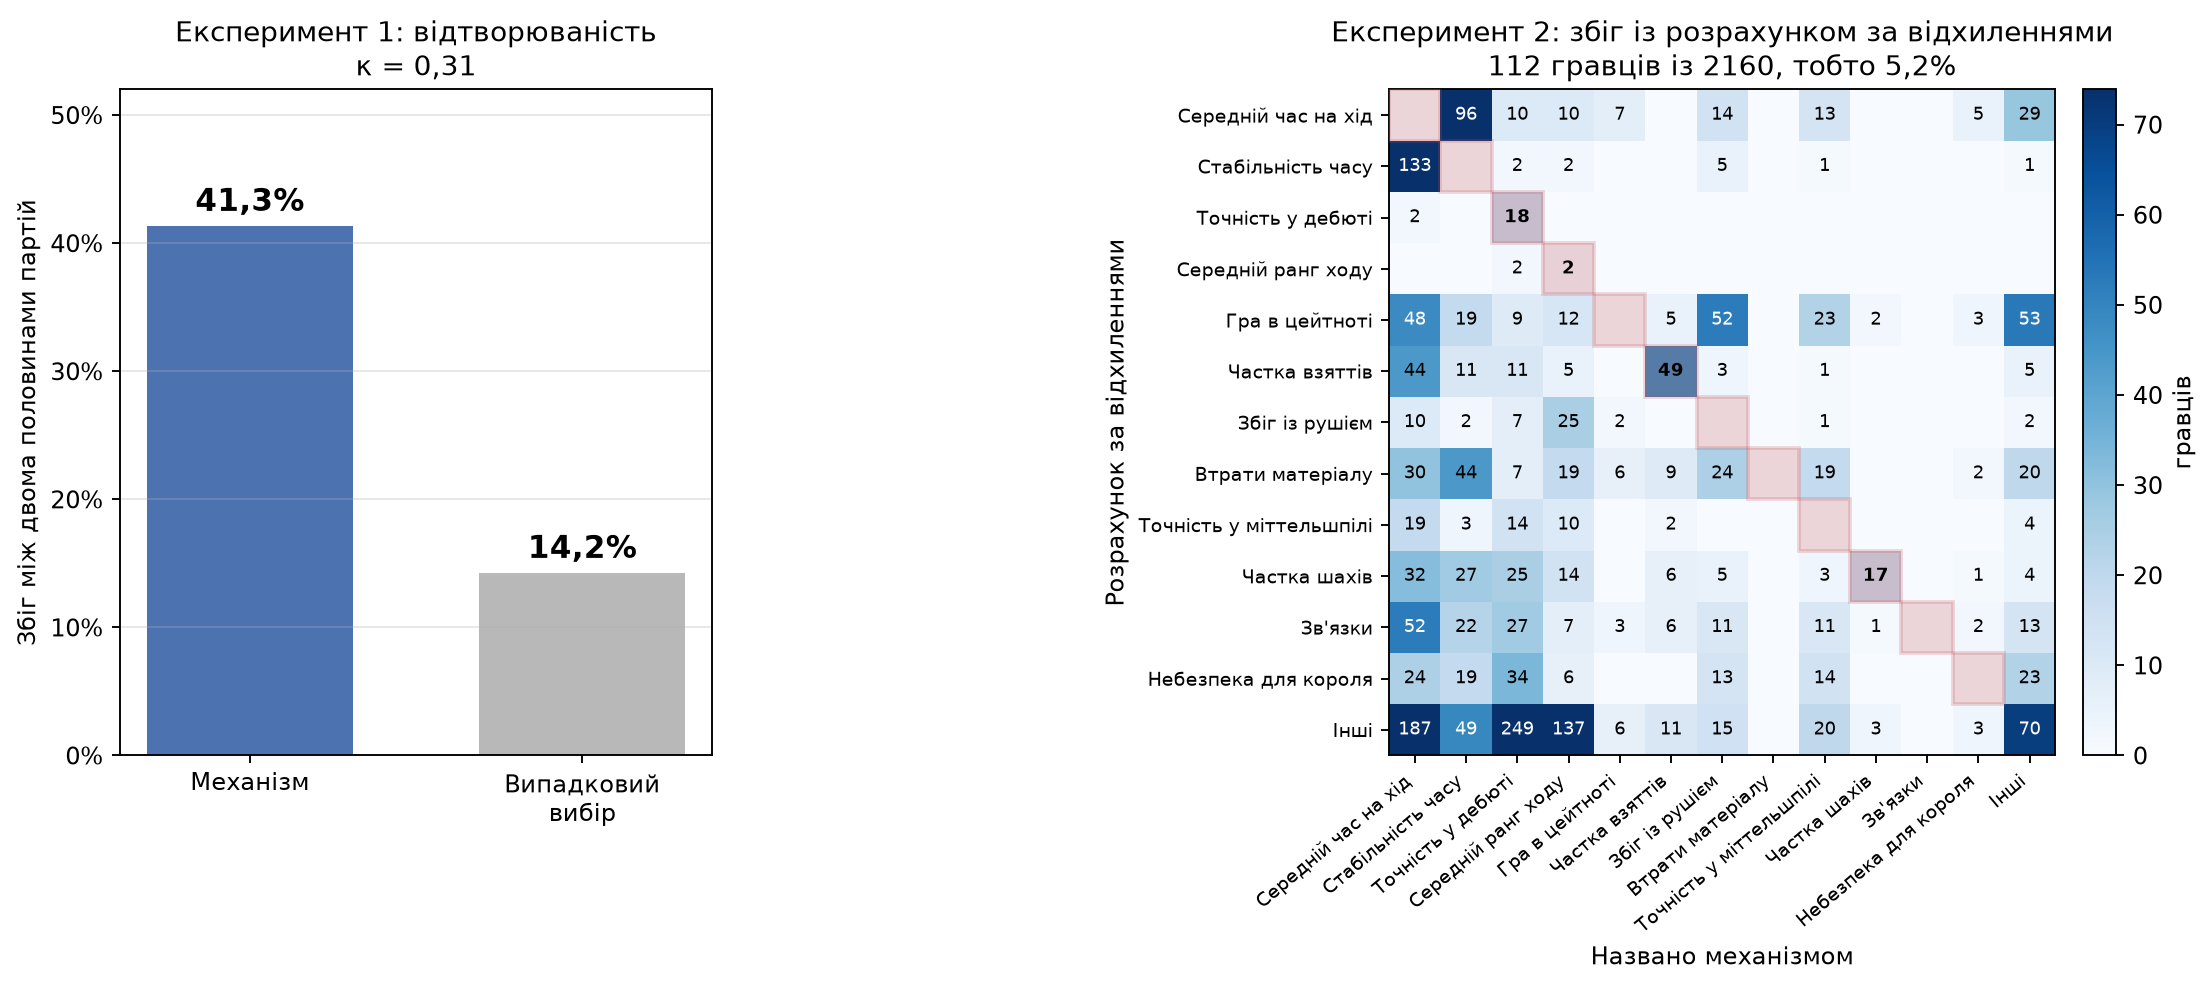 Експеримент 1: відтворюваність
κ = 0,31
Збіг між двома половинами партій
50%
40%
30%
20%
10%
0%
41,3%
14,2%
Механізм
Випадковий
вибір
Експеримент 2: збіг із розрахунком за відхиленнями
112 гравців із 2160, тобто 5,2%
Розрахунок за відхиленнями
Середній час на хід 96 10 10 7 14 13 5 29
Стабільність часу 133 2 2 5 1 1
Точність у дебюті 2 18
Середній ранг ходу 2 2
Гра в цейтноті 48 19 9 12 5 52 23 2 3 53
Частка взяттів 44 11 11 5 49 3 1 5
Збіг із рушієм 10 2 7 25 2 1 2
Втрати матеріалу 30 44 7 19 6 9 24 19 2 20
Точність у міттельшпілі 19 3 14 10 2 4
Частка шахів 32 27 25 14 6 5 3 17 1 4
Зв'язки 52 22 27 7 3 6 11 11 1 2 13
Небезпека для короля 24 19 34 6 13 14 23
Інші 187 49 249 137 6 11 15 20 3 3 70
Середній час на хід
Стабільність часу
Точність у дебюті
Середній ранг ходу
Гра в цейтноті
Частка взяттів
Збіг із рушієм
Втрати матеріалу
Точність у міттельшпілі
Частка шахів
Зв'язки
Небезпека для короля
Інші
Названо механізмом
70
60
50
40
30
20
10
0
гравців